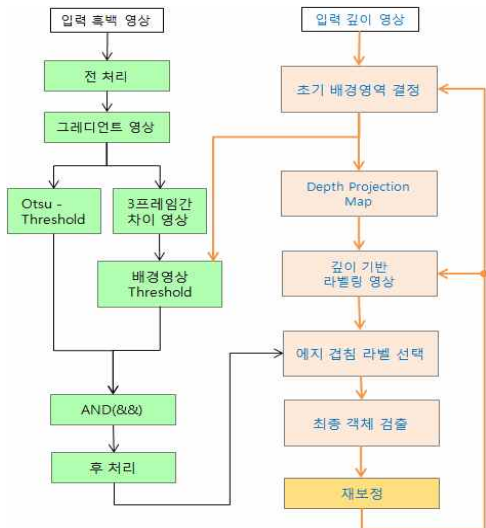 입력 흑백 영상
전 처리
그레디언트 영상
Otsu -
Threshold
3프레임간
차이 영상
배경영상
Threshold
AND(&&)
후 처리
입력 깊이 영상
초기 배경영역 결정
Depth Projection
Map
깊이 기반
라벨링 영상
에지 겹침 라벨 선택
최종 객체 검출
재보정